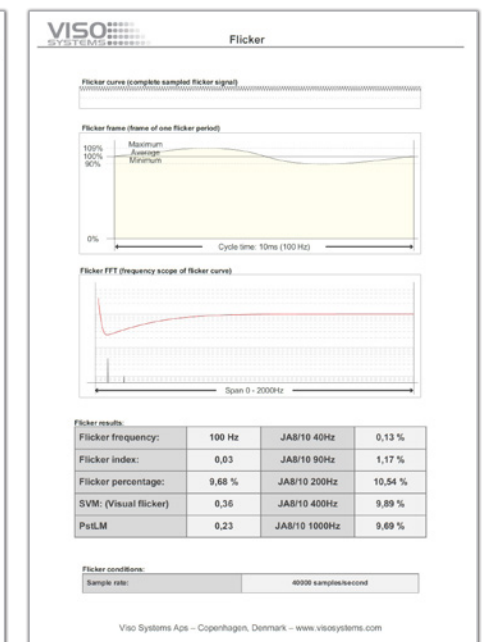 VISO
SYSTEMS
Flicker
Flicker curve (complete sampled flicker signal)
Flicker frame (frame of one flicker period)
109%
Maximum
100%
Average
90%
Minimum
0%
Cycle time: 10ms (100 Hz)
Flicker FFT (frequency scope of flicker curve)
Span 0 - 2000Hz
Flicker results:
Flicker frequency: 100 Hz JA8/10 40Hz 0,13 %
Flicker index: 0,03 JA8/10 90Hz 1,17 %
Flicker percentage: 9,68 % JA8/10 200Hz 10,54 %
SVM: (Visual flicker) 0,36 JA8/10 400Hz 9,89 %
PstLM 0,23 JA8/10 1000Hz 9,69 %
Flicker conditions:
Sample rate: 40000 samples/second
Viso Systems Aps – Copenhagen, Denmark – www.visosystems.com